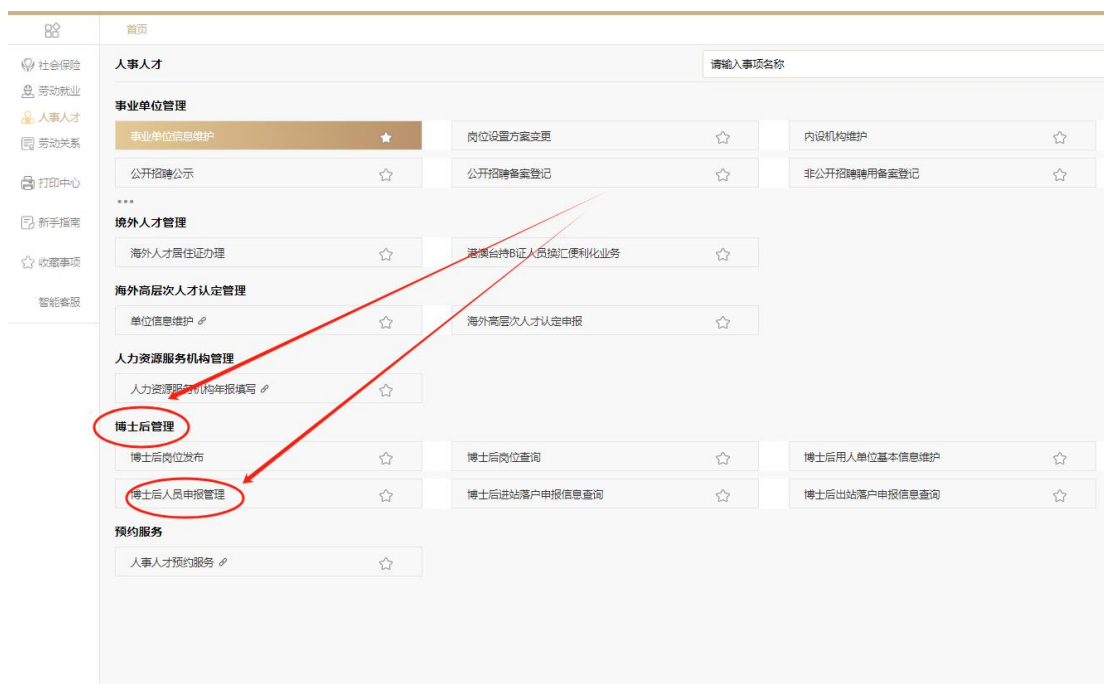 首页
社会保险
劳动就业
人事人才
劳动关系
打印中心
新手指南
收藏事项
智能客服
人事人才
请输入事项名称
事业单位管理
事业单位信息维护
岗位设置方案变更
内设机构维护
公开招聘公示
公开招聘备案登记
非公开招聘聘用备案登记
境外人才管理
海外人才居住证办理
港澳台持B证人员换汇便利化业务
海外高层次人才认定管理
单位信息维护
海外高层次人才认定申报
人力资源服务机构管理
人力资源服务机构年报填写
博士后管理
博士后岗位发布
博士后岗位查询
博士后用人单位基本信息维护
博士后人员申报管理
博士后进站落户申报信息查询
博士后出站落户申报信息查询
预约服务
人事人才预约服务